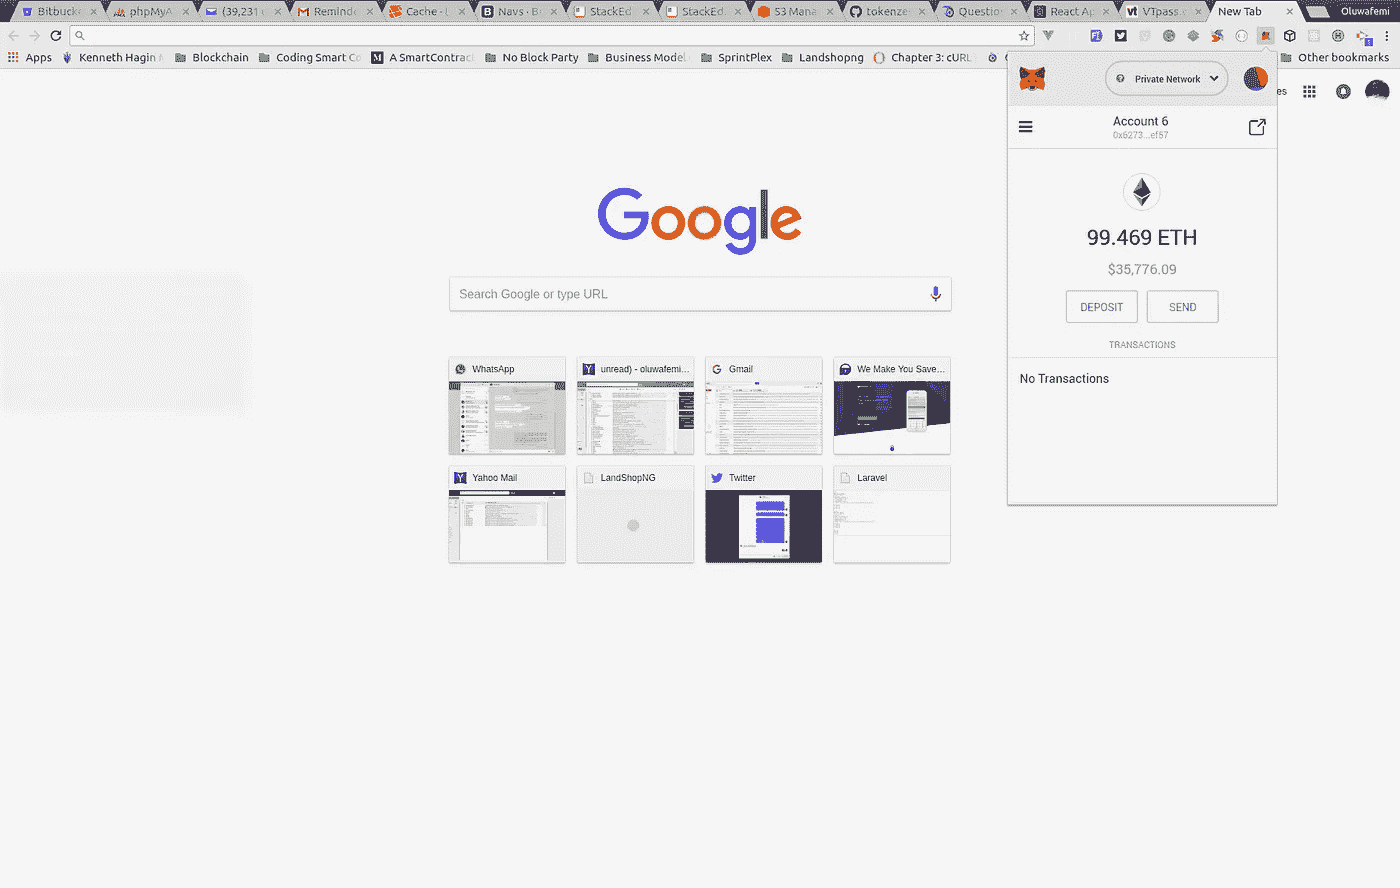 Bitbuck phpMyA (39,231 Remind Cache - L Navs · B StackEd StackEd S3 Mana tokenze Questio React Ap VTpass.c New Tab Oluwafemi
Apps Kenneth Hagin Blockchain Coding Smart Co A SmartContrac No Block Party Business Model SprintPlex Landshopng Chapter 3: cURL Other bookmarks
Private Network
es
Account 6
0x6273...ef57
99.469 ETH
$35,776.09
DEPOSIT SEND
TRANSACTIONS
No Transactions
Google
Search Google or type URL
WhatsApp unread) - oluwafemi... Gmail We Make You Save...
Yahoo Mail LandShopNG Twitter Laravel